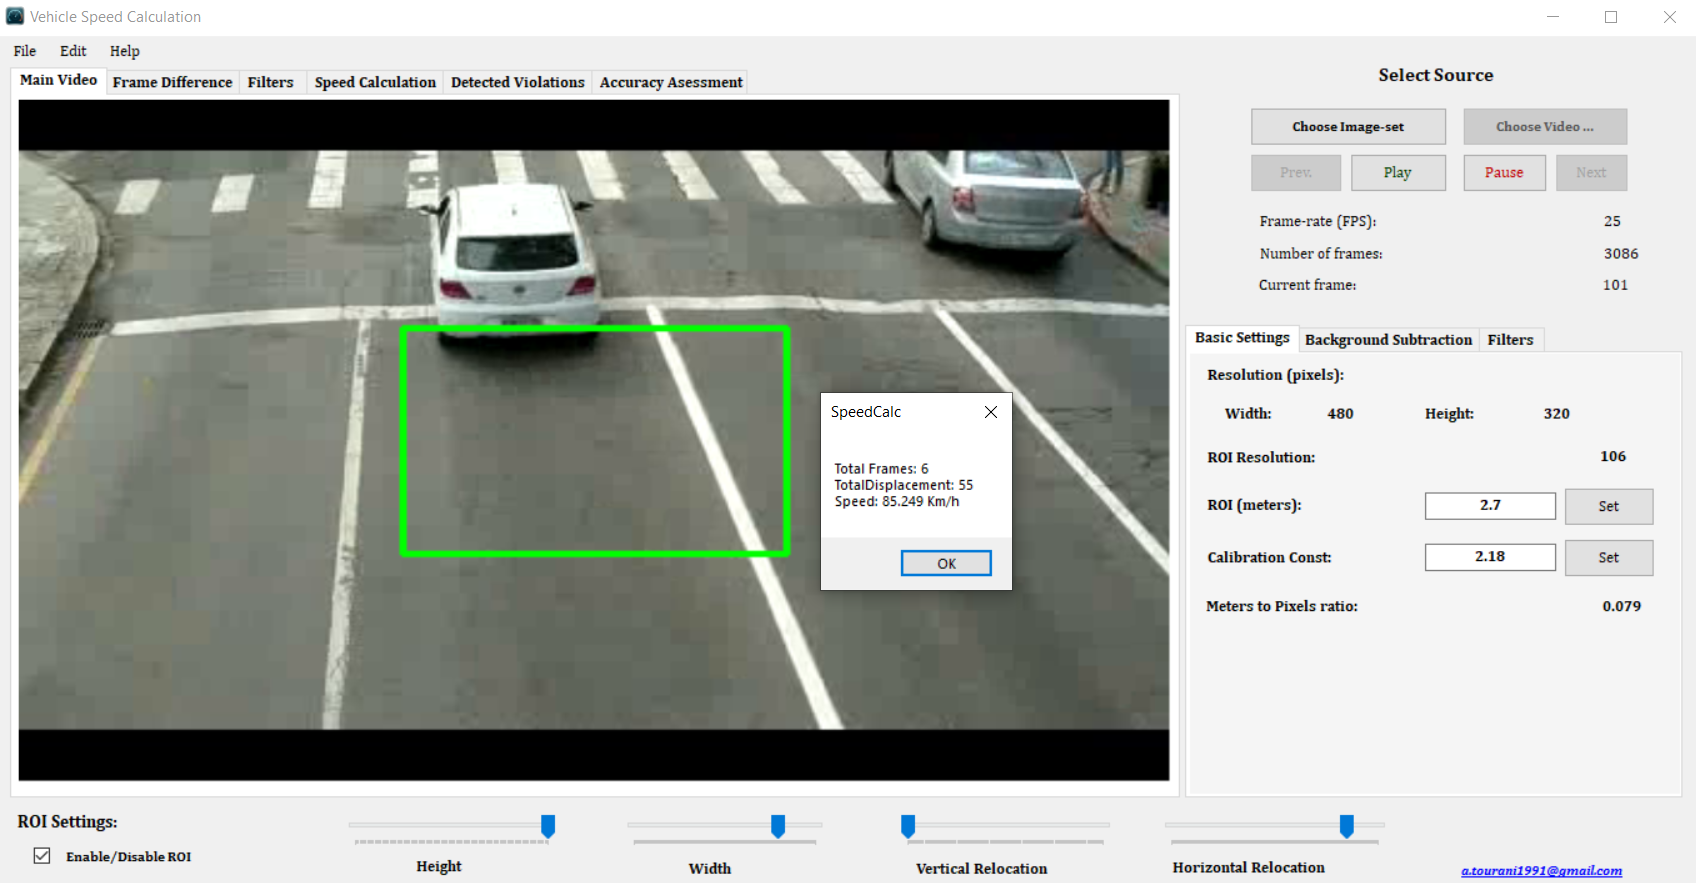 Vehicle Speed Calculation
File Edit Help
Main Video Frame Difference Filters Speed Calculation Detected Violations Accuracy Asessment
Select Source
Choose Image-set Choose Video ...
Prev. Play Pause Next
Frame-rate (FPS): 25
Number of frames: 3086
Current frame: 101
Basic Settings Background Subtraction Filters
Resolution (pixels):
Width: 480 Height: 320
ROI Resolution: 106
ROI (meters): 2.7 Set
Calibration Const: 2.18 Set
Meters to Pixels ratio: 0.079
SpeedCalc
Total Frames: 6
TotalDisplacement: 55
Speed: 85.249 Km/h
OK
ROI Settings:
Enable/Disable ROI
Height Width Vertical Relocation Horizontal Relocation
a.tourani1991@gmail.com